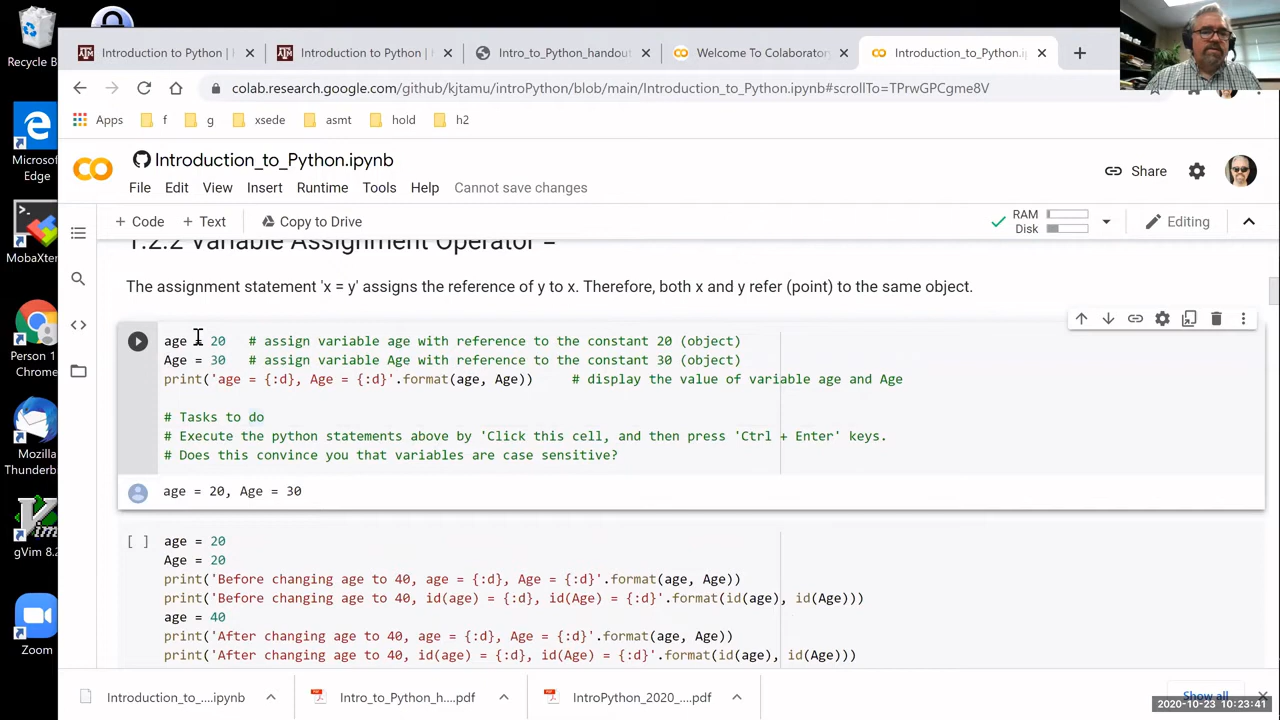 Recycle B
Introduction to Python |
Introduction to Python
Intro_to_Python_handout
Welcome To Colaborator
Introduction_to_Python.i
colab.research.google.com/github/kjtamu/introPython/blob/main/Introduction_to_Python.ipynb#scrollTo=TPrwGPCgme8V
Apps f g xsede asmt hold h2
Microsof
Edge
Introduction_to_Python.ipynb
File Edit View Insert Runtime Tools Help Cannot save changes
Share
+ Code + Text Copy to Drive
RAM
Disk
Editing
MobaXter
1.2.2 Variable Assignment Operator =
The assignment statement 'x = y' assigns the reference of y to x. Therefore, both x and y refer (point) to the same object.
age 20 # assign variable age with reference to the constant 20 (object)
Age = 30 # assign variable Age with reference to the constant 30 (object)
print('age = {:d}, Age = {:d}'.format(age, Age)) # display the value of variable age and Age
# Tasks to do
# Execute the python statements above by 'Click this cell, and then press 'Ctrl + Enter' keys.
# Does this convince you that variables are case sensitive?
age = 20, Age = 30
Person 1
Chrome
Mozilla
Thunderb
gVim 8.2
Zoom
[ ] age = 20
Age = 20
print('Before changing age to 40, age = {:d}, Age = {:d}'.format(age, Age))
print('Before changing age to 40, id(age) = {:d}, id(Age) = {:d}'.format(id(age), id(Age)))
age = 40
print('After changing age to 40, age = {:d}, Age = {:d}'.format(age, Age))
print('After changing age to 40, id(age) = {:d}, id(Age) = {:d}'.format(id(age), id(Age)))
Introduction_to_....ipynb
Intro_to_Python_h....pdf
IntroPython_2020_....pdf
Show all
2020-10-23 10:23:41